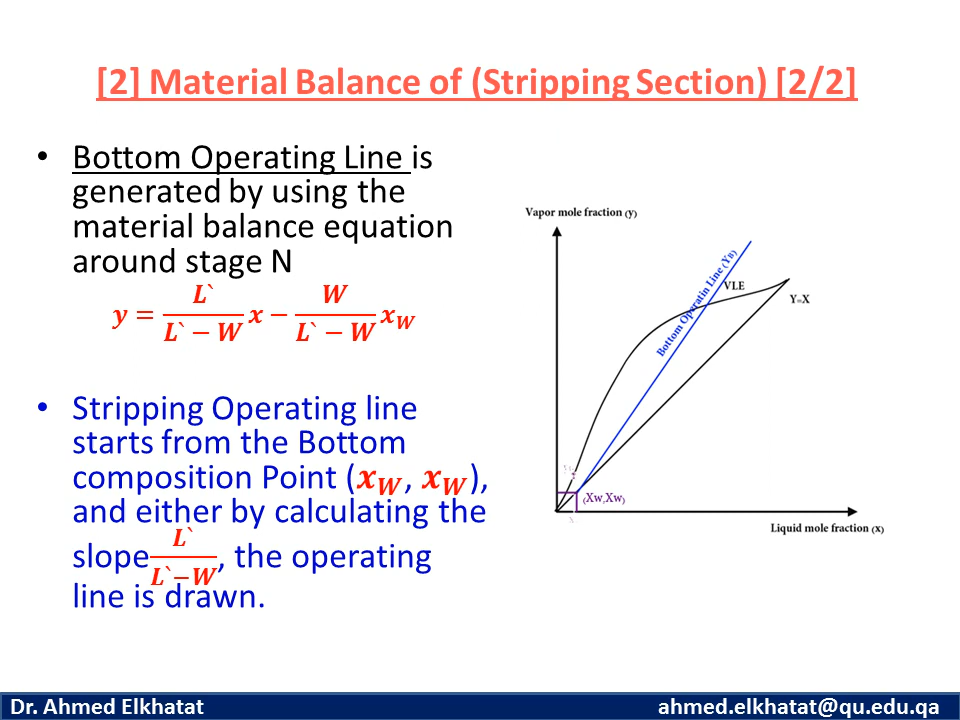 [2] Material Balance of (Stripping Section) [2/2]
• Bottom Operating Line is
generated by using the
material balance equation
around stage N
y = L` / (L` − W) x − W / (L` − W) x_W
• Stripping Operating line
starts from the Bottom
composition Point (x_W, x_W),
and either by calculating the
slope L` / (L`−W), the operating
line is drawn.
Vapor mole fraction (y)
Bottom Operatin Line (YB)
VLE
Y=X
(Xw,Xw)
Liquid mole fraction (x)
Dr. Ahmed Elkhatat
ahmed.elkhatat@qu.edu.qa